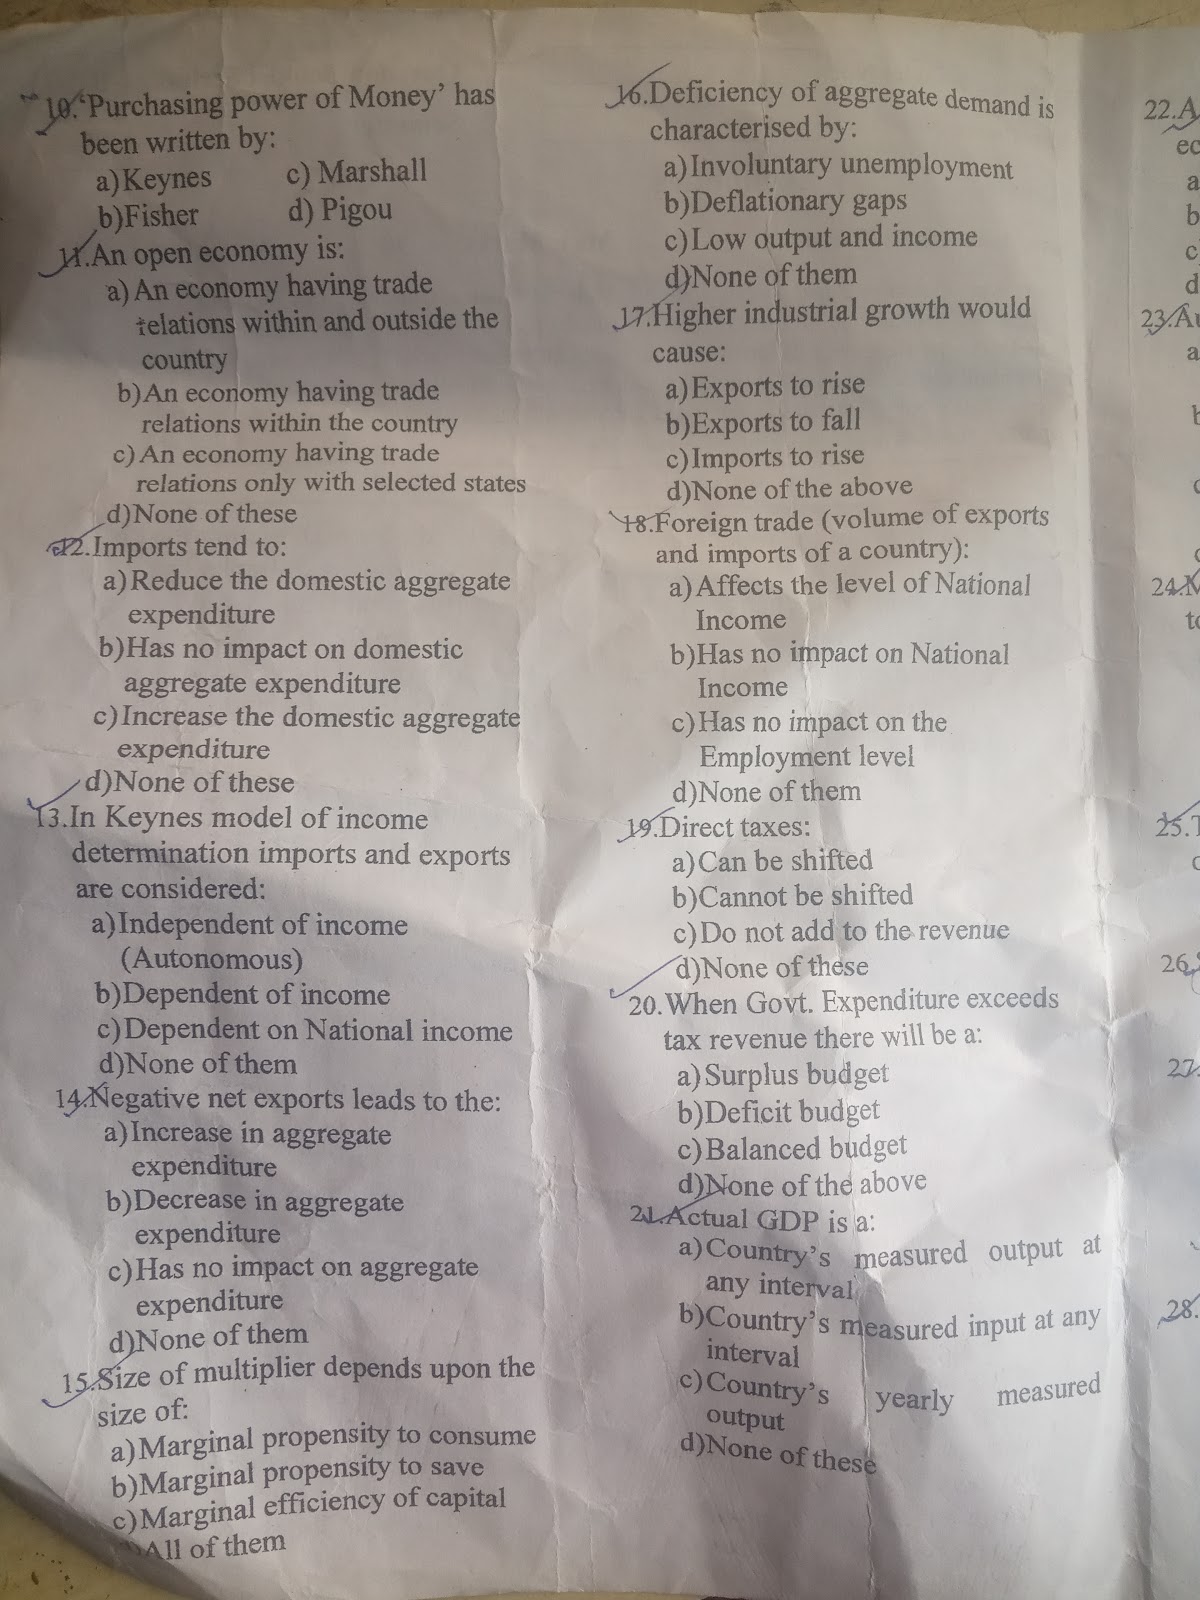 10.'Purchasing power of Money' has
been written by:
a)Keynes c) Marshall
b)Fisher d) Pigou
11.An open economy is:
a) An economy having trade
relations within and outside the
country
b)An economy having trade
relations within the country
c) An economy having trade
relations only with selected states
d)None of these
12.Imports tend to:
a) Reduce the domestic aggregate
expenditure
b)Has no impact on domestic
aggregate expenditure
c) Increase the domestic aggregate
expenditure
d)None of these
13.In Keynes model of income
determination imports and exports
are considered:
a) Independent of income
(Autonomous)
b)Dependent of income
c) Dependent on National income
d)None of them
14.Negative net exports leads to the:
a) Increase in aggregate
expenditure
b)Decrease in aggregate
expenditure
c) Has no impact on aggregate
expenditure
d)None of them
15.Size of multiplier depends upon the
size of:
a) Marginal propensity to consume
b)Marginal propensity to save
c) Marginal efficiency of capital
All of them
16.Deficiency of aggregate demand is
characterised by:
a) Involuntary unemployment
b)Deflationary gaps
c) Low output and income
d)None of them
17.Higher industrial growth would
cause:
a) Exports to rise
b)Exports to fall
c) Imports to rise
d)None of the above
18.Foreign trade (volume of exports
and imports of a country):
a) Affects the level of National
Income
b)Has no impact on National
Income
c) Has no impact on the
Employment level
d)None of them
19.Direct taxes:
a) Can be shifted
b)Cannot be shifted
c) Do not add to the revenue
d)None of these
20.When Govt. Expenditure exceeds
tax revenue there will be a:
a) Surplus budget
b)Deficit budget
c) Balanced budget
d)None of the above
21.Actual GDP is a:
a) Country's measured output at
any interval
b)Country's measured input at any
interval
c) Country's yearly measured
output
d)None of these
22.A
ec
a
b
c
d
23.Au
a
b
24.
to
25.
26.
27.
28.